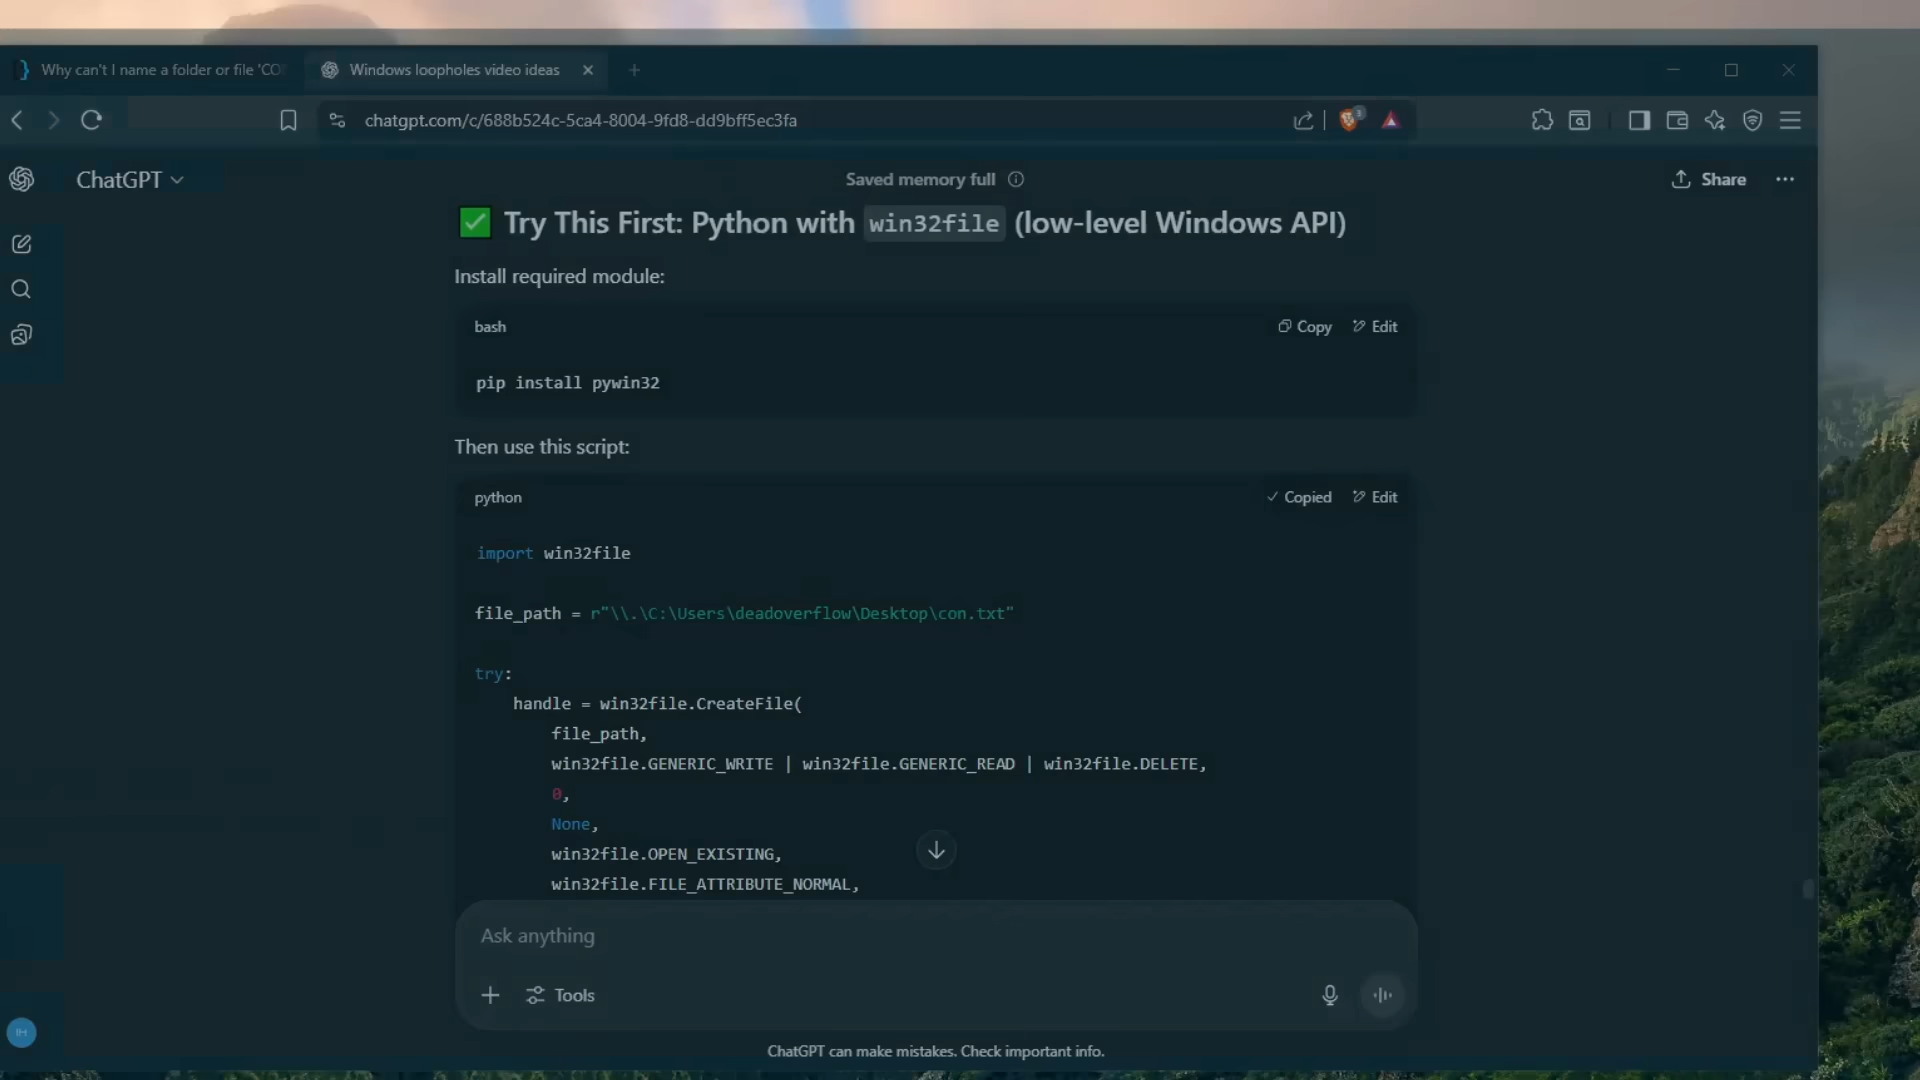 Why can't I name a folder or file 'CO
Windows loopholes video ideas
chatgpt.com/c/688b524c-5ca4-8004-9fd8-dd9bff5ec3fa
3
ChatGPT
Saved memory full
Share
Try This First: Python with win32file (low-level Windows API)
Install required module:
bash
Copy
Edit
pip install pywin32
Then use this script:
python
Copied
Edit
import win32file
file_path = r"\\.\C:\Users\deadoverflow\Desktop\con.txt"
try:
handle = win32file.CreateFile(
file_path,
win32file.GENERIC_WRITE | win32file.GENERIC_READ | win32file.DELETE,
0,
None,
win32file.OPEN_EXISTING,
win32file.FILE_ATTRIBUTE_NORMAL,
Ask anything
Tools
ChatGPT can make mistakes. Check important info.